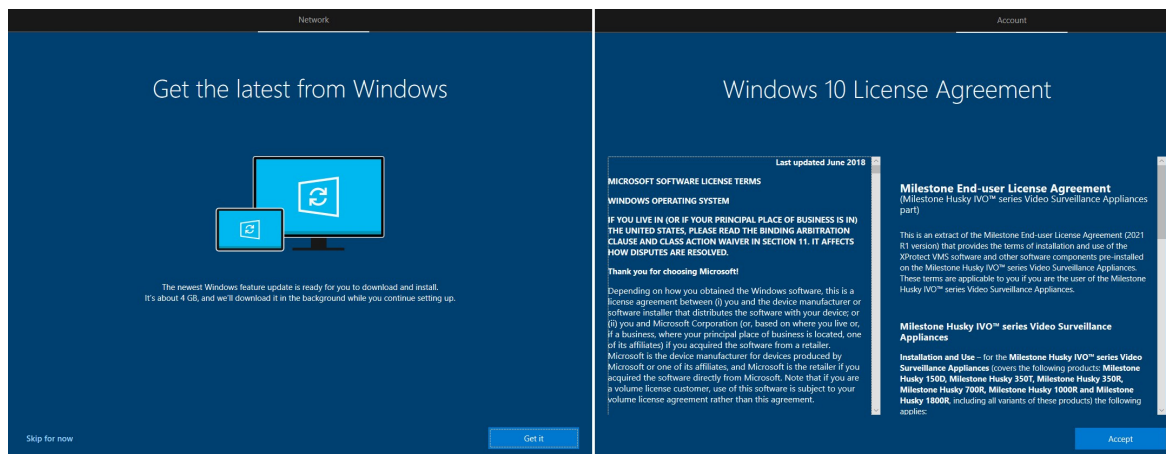 Network
Get the latest from Windows
The newest Windows feature update is ready for you to download and install.
It's about 4 GB, and we'll download it in the background while you continue setting up.
Skip for now
Get it
Account
Windows 10 License Agreement
Last updated June 2018
MICROSOFT SOFTWARE LICENSE TERMS
WINDOWS OPERATING SYSTEM
IF YOU LIVE IN (OR IF YOUR PRINCIPAL PLACE OF BUSINESS IS IN)
THE UNITED STATES, PLEASE READ THE BINDING ARBITRATION
CLAUSE AND CLASS ACTION WAIVER IN SECTION 11. IT AFFECTS
HOW DISPUTES ARE RESOLVED.
Thank you for choosing Microsoft!
Depending on how you obtained the Windows software, this is a
license agreement between (i) you and the device manufacturer or
software installer that distributes the software with your device; or
(ii) you and Microsoft Corporation (or, based on where you live or,
if a business, where your principal place of business is located, one
of its affiliates) if you acquired the software from a retailer.
Microsoft is the device manufacturer for devices produced by
Microsoft or one of its affiliates, and Microsoft is the retailer if you
acquired the software directly from Microsoft. Note that if you are
a volume license customer, use of this software is subject to your
volume license agreement rather than this agreement.
Milestone End-user License Agreement
(Milestone Husky IVO™ series Video Surveillance Appliances
part)
This is an extract of the Milestone End-user License Agreement (2021
R1 version) that provides the terms of installation and use of the
XProtect VMS software and other software components pre-installed
on the Milestone Husky IVO™ series Video Surveillance Appliances.
These terms are applicable to you if you are the user of the Milestone
Husky IVO™ series Video Surveillance Appliances.
Milestone Husky IVO™ series Video Surveillance
Appliances
Installation and Use – for the Milestone Husky IVO™ series Video
Surveillance Appliances (covers the following products: Milestone
Husky 150D, Milestone Husky 350T, Milestone Husky 350R,
Milestone Husky 700R, Milestone Husky 1000R and Milestone
Husky 1800R, including all variants of these products) the following
applies:
Accept